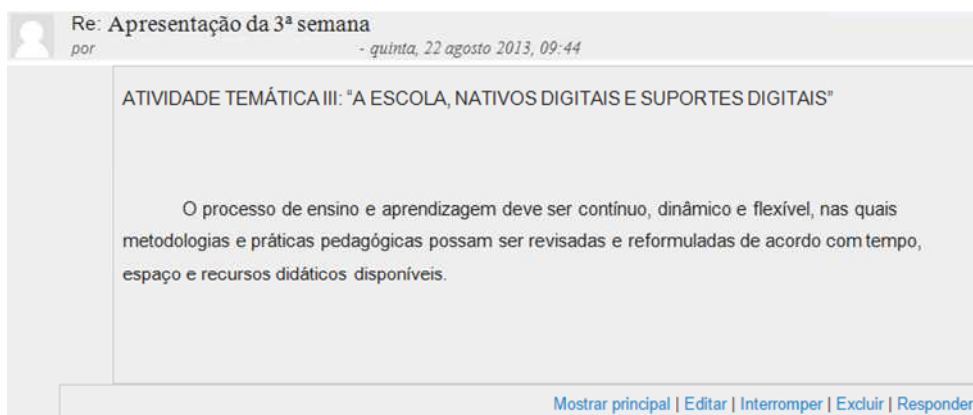 Re: Apresentação da 3ª semana
por - quinta, 22 agosto 2013, 09:44
ATIVIDADE TEMÁTICA III: “A ESCOLA, NATIVOS DIGITAIS E SUPORTES DIGITAIS”
O processo de ensino e aprendizagem deve ser contínuo, dinâmico e flexível, nas quais
metodologias e práticas pedagógicas possam ser revisadas e reformuladas de acordo com tempo,
espaço e recursos didáticos disponíveis.
Mostrar principal | Editar | Interromper | Excluir | Responder